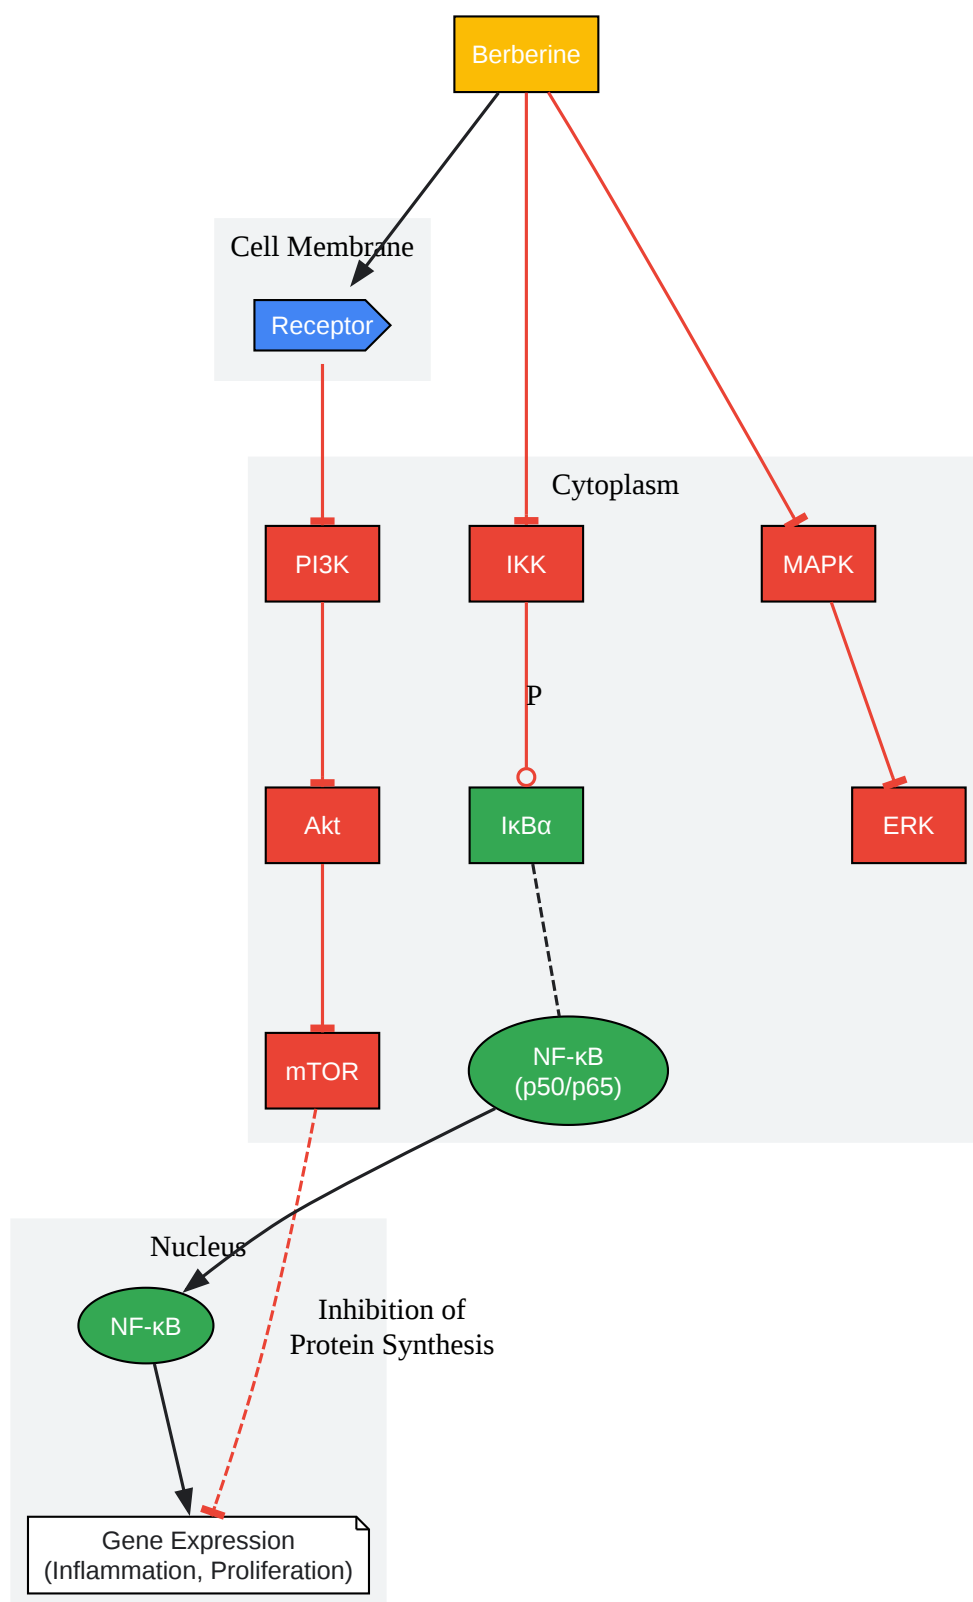 Berberine
Cell Membrane
Receptor
Cytoplasm
PI3K
IKK
MAPK
P
Akt
IκBα
ERK
mTOR
NF-κB
(p50/p65)
Nucleus
Inhibition of
Protein Synthesis
NF-κB
Gene Expression
(Inflammation, Proliferation)